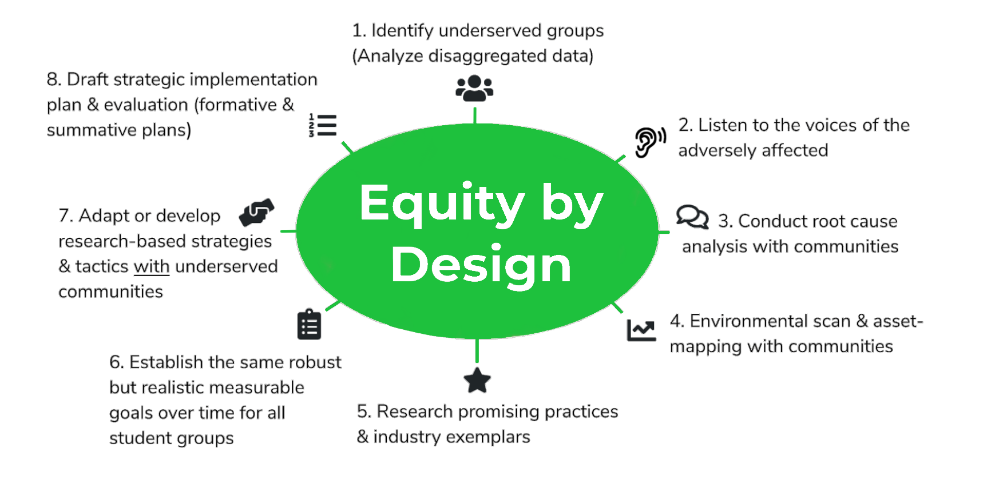 1. Identify underserved groups
(Analyze disaggregated data)
2. Listen to the voices of the
adversely affected
3. Conduct root cause
analysis with communities
4. Environmental scan & asset-
mapping with communities
5. Research promising practices
& industry exemplars
6. Establish the same robust
but realistic measurable
goals over time for all
student groups
7. Adapt or develop
research-based strategies
& tactics with underserved
communities
8. Draft strategic implementation
plan & evaluation (formative &
summative plans)
1
2
3
Equity by
Design